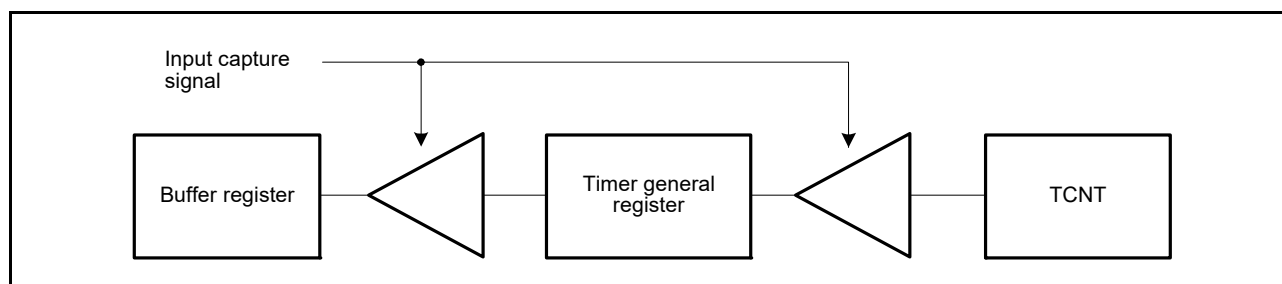 Input capture
signal
Buffer register
Timer general
register
TCNT